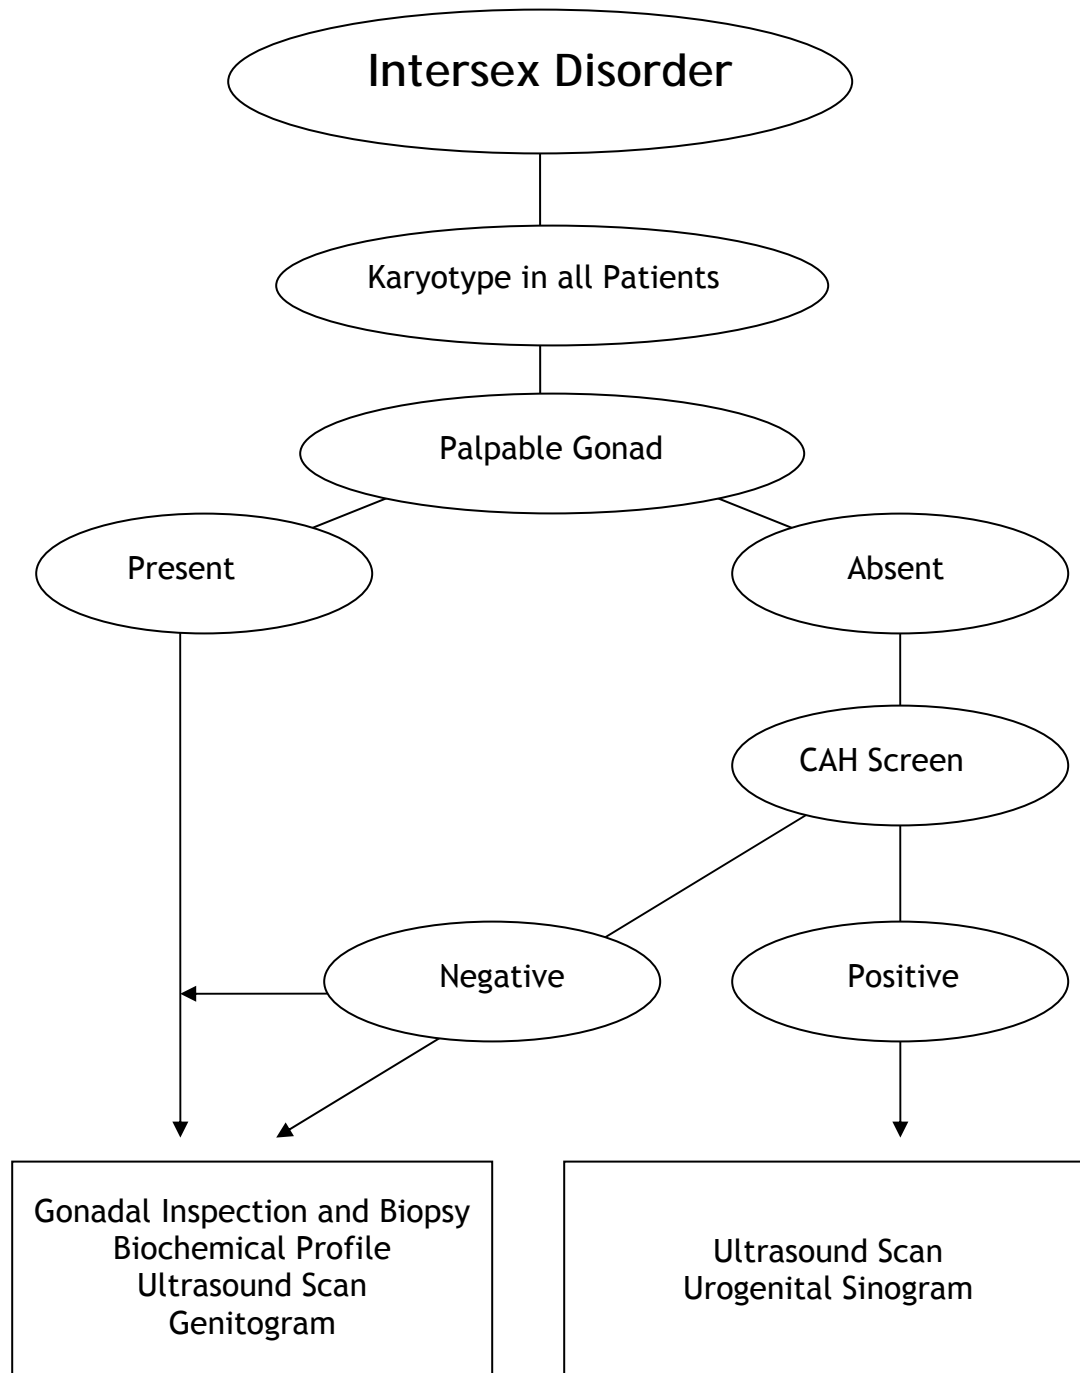 Intersex Disorder
Karyotype in all Patients
Palpable Gonad
Present
Absent
CAH Screen
Negative
Positive
Gonadal Inspection and Biopsy
Biochemical Profile
Ultrasound Scan
Genitogram
Ultrasound Scan
Urogenital Sinogram